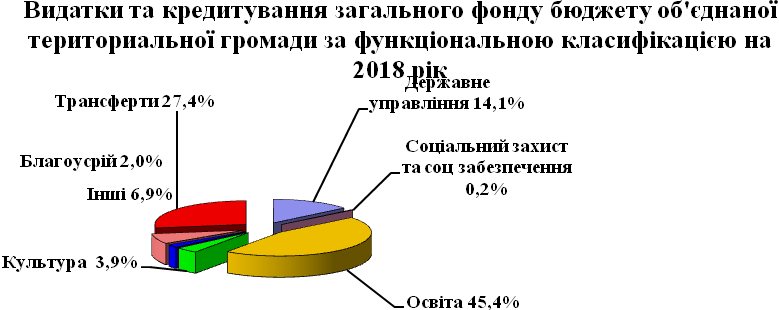 Видатки та кредитування загального фонду бюджету об'єднаної
територіальної громади за функціональною класифікацією на
2018 рік
Державне
управління 14,1%
Трансферти 27,4%
Соціальний захист
та соц забезпечення
0,2%
Благоусрій 2,0%
Інші 6,9%
Культура 3,9%
Освіта 45,4%